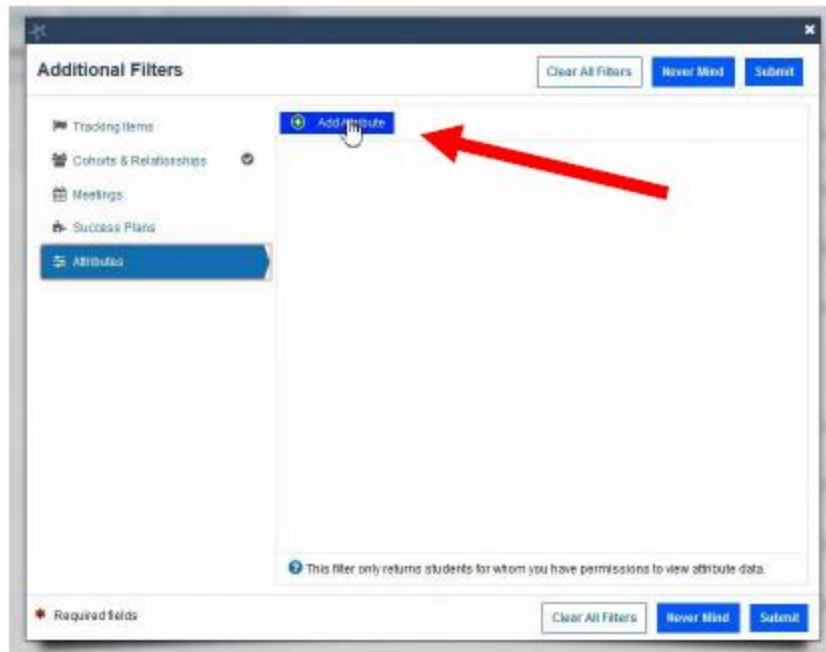 Additional Filters
Clear All Filters
Never Mind
Submit
Tracking Items
Cohorts & Relationships
Meetings
Success Plans
Attributes
Add Attribute
This filter only returns students for whom you have permissions to view attribute data.
Required fields
Clear All Filters
Never Mind
Submit